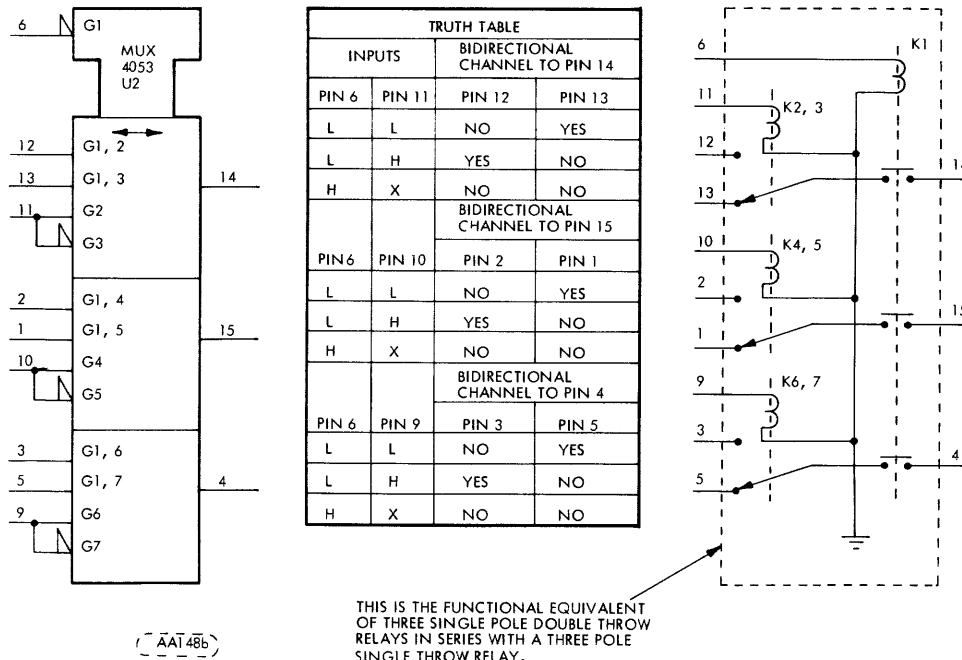 6 G1
MUX
4053
U2
12 G1, 2
13 G1, 3 14
11 G2
G3
2 G1, 4
1 G1, 5 15
10 G4
G5
3 G1, 6
5 G1, 7 4
9 G6
G7
(AA148b)
TRUTH TABLE
INPUTS BIDIRECTIONAL CHANNEL TO PIN 14
PIN 6 PIN 11 PIN 12 PIN 13
L L NO YES
L H YES NO
H X NO NO
BIDIRECTIONAL
CHANNEL TO PIN 15
PIN6 PIN 10 PIN 2 PIN 1
L L NO YES
L H YES NO
H X NO NO
BIDIRECTIONAL
CHANNEL TO PIN 4
PIN 6 PIN 9 PIN 3 PIN 5
L L NO YES
L H YES NO
H X NO NO
6 K1
11 K2, 3
12
13
10 K4, 5
2
1 15
9 K6, 7
3
5 4
THIS IS THE FUNCTIONAL EQUIVALENT
OF THREE SINGLE POLE DOUBLE THROW
RELAYS IN SERIES WITH A THREE POLE
SINGLE THROW RELAY.